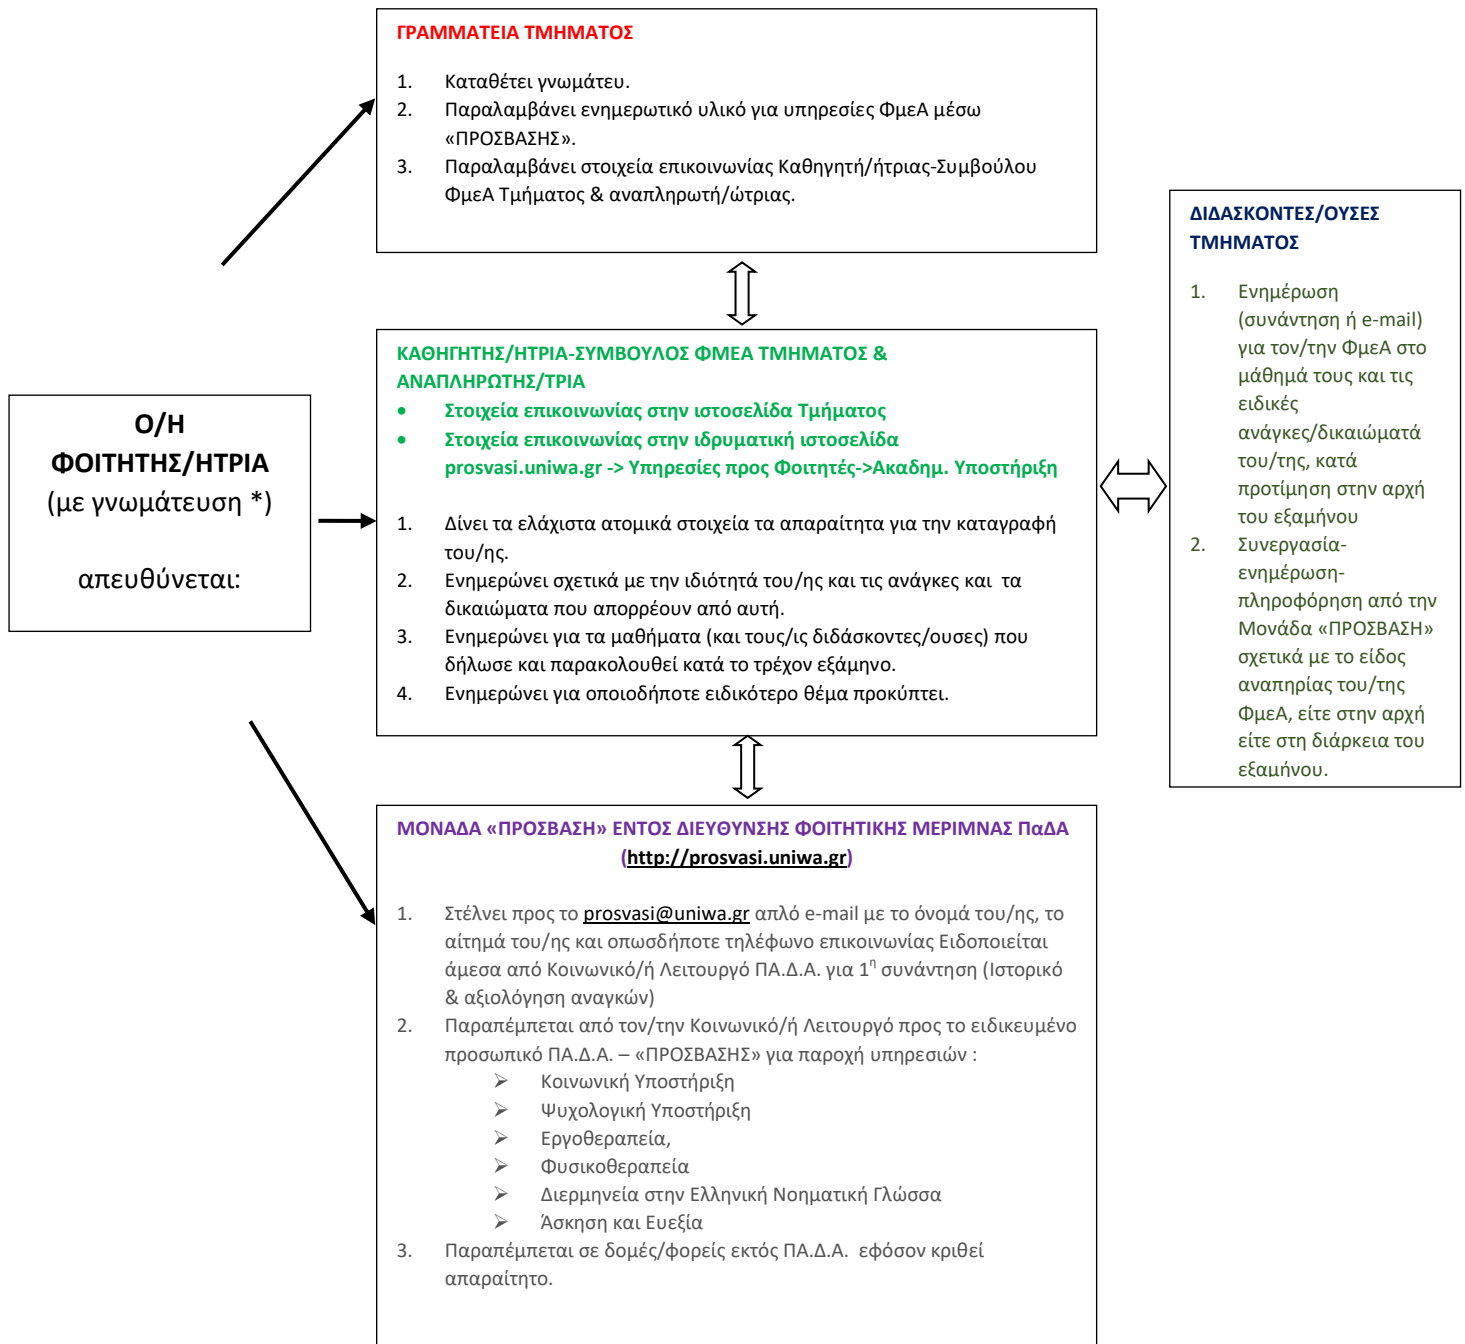 ΓΡΑΜΜΑΤΕΙΑ ΤΜΗΜΑΤΟΣ
1. Καταθέτει γνωμάτευ.
2. Παραλαμβάνει ενημερωτικό υλικό για υπηρεσίες ΦμεΑ μέσω
«ΠΡΟΣΒΑΣΗΣ».
3. Παραλαμβάνει στοιχεία επικοινωνίας Καθηγητή/ήτριας-Συμβούλου
ΦμεΑ Τμήματος & αναπληρωτή/ώτριας.
Ο/Η
ΦΟΙΤΗΤΗΣ/ΗΤΡΙΑ
(με γνωμάτευση *)
απευθύνεται:
ΚΑΘΗΓΗΤΗΣ/ΗΤΡΙΑ-ΣΥΜΒΟΥΛΟΣ ΦΜΕΑ ΤΜΗΜΑΤΟΣ &
ΑΝΑΠΛΗΡΩΤΗΣ/ΤΡΙΑ
• Στοιχεία επικοινωνίας στην ιστοσελίδα Τμήματος
• Στοιχεία επικοινωνίας στην ιδρυματική ιστοσελίδα
prosvasi.uniwa.gr -> Υπηρεσίες προς Φοιτητές->Ακαδημ. Υποστήριξη
1. Δίνει τα ελάχιστα ατομικά στοιχεία τα απαραίτητα για την καταγραφή
του/ης.
2. Ενημερώνει σχετικά με την ιδιότητά του/ης και τις ανάγκες και τα
δικαιώματα που απορρέουν από αυτή.
3. Ενημερώνει για τα μαθήματα (και τους/ις διδάσκοντες/ουσες) που
δήλωσε και παρακολουθεί κατά το τρέχον εξάμηνο.
4. Ενημερώνει για οποιοδήποτε ειδικότερο θέμα προκύπτει.
ΔΙΔΑΣΚΟΝΤΕΣ/ΟΥΣΕΣ
ΤΜΗΜΑΤΟΣ
1. Ενημέρωση
(συνάντηση ή e-mail)
για τον/την ΦμεΑ στο
μάθημά τους και τις
ειδικές
ανάγκες/δικαιώματά
του/της, κατά
προτίμηση στην αρχή
του εξαμήνου
2. Συνεργασία-
ενημέρωση-
πληροφόρηση από την
Μονάδα «ΠΡΟΣΒΑΣΗ»
σχετικά με το είδος
αναπηρίας του/της
ΦμεΑ, είτε στην αρχή
είτε στη διάρκεια του
εξαμήνου.
ΜΟΝΑΔΑ «ΠΡΟΣΒΑΣΗ» ΕΝΤΟΣ ΔΙΕΥΘΥΝΣΗΣ ΦΟΙΤΗΤΙΚΗΣ ΜΕΡΙΜΝΑΣ ΠαΔΑ
(http://prosvasi.uniwa.gr)
1. Στέλνει προς το prosvasi@uniwa.gr απλό e-mail με το όνομά του/ης, το
αίτημά του/ης και οπωσδήποτε τηλέφωνο επικοινωνίας Ειδοποιείται
άμεσα από Κοινωνικό/ή Λειτουργό ΠΑ.Δ.Α. για 1η συνάντηση (Ιστορικό
& αξιολόγηση αναγκών)
2. Παραπέμπεται από τον/την Κοινωνικό/ή Λειτουργό προς το ειδικευμένο
προσωπικό ΠΑ.Δ.Α. – «ΠΡΟΣΒΑΣΗΣ» για παροχή υπηρεσιών :
➢ Κοινωνική Υποστήριξη
➢ Ψυχολογική Υποστήριξη
➢ Εργοθεραπεία,
➢ Φυσικοθεραπεία
➢ Διερμηνεία στην Ελληνική Νοηματική Γλώσσα
➢ Άσκηση και Ευεξία
3. Παραπέμπεται σε δομές/φορείς εκτός ΠΑ.Δ.Α. εφόσον κριθεί
απαραίτητο.